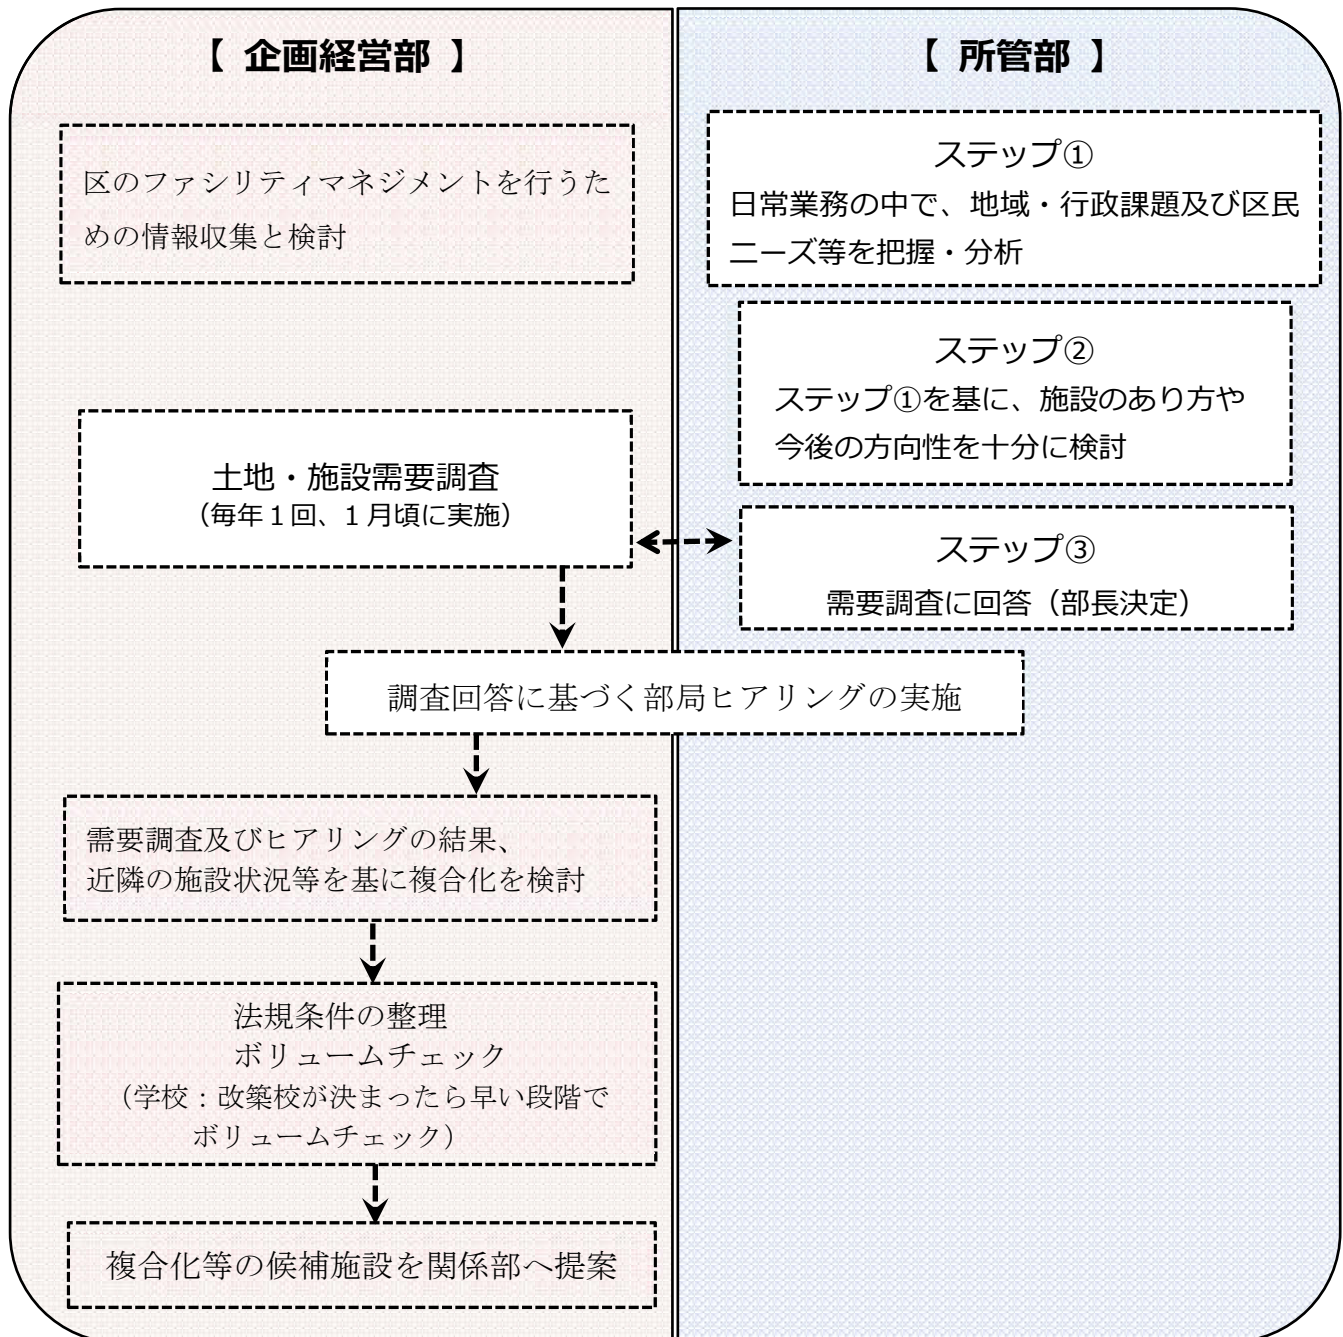 【 企画経営部 】
区のファシリティマネジメントを行うた
めの情報収集と検討
土地・施設需要調査
（毎年１回、１月頃に実施）
【 所管部 】
ステップ①
日常業務の中で、地域・行政課題及び区民
ニーズ等を把握・分析
ステップ②
ステップ①を基に、施設のあり方や
今後の方向性を十分に検討
ステップ③
需要調査に回答（部長決定）
調査回答に基づく部局ヒアリングの実施
需要調査及びヒアリングの結果、
近隣の施設状況等を基に複合化を検討
法規条件の整理
ボリュームチェック
（学校：改築校が決まったら早い段階で
ボリュームチェック）
複合化等の候補施設を関係部へ提案